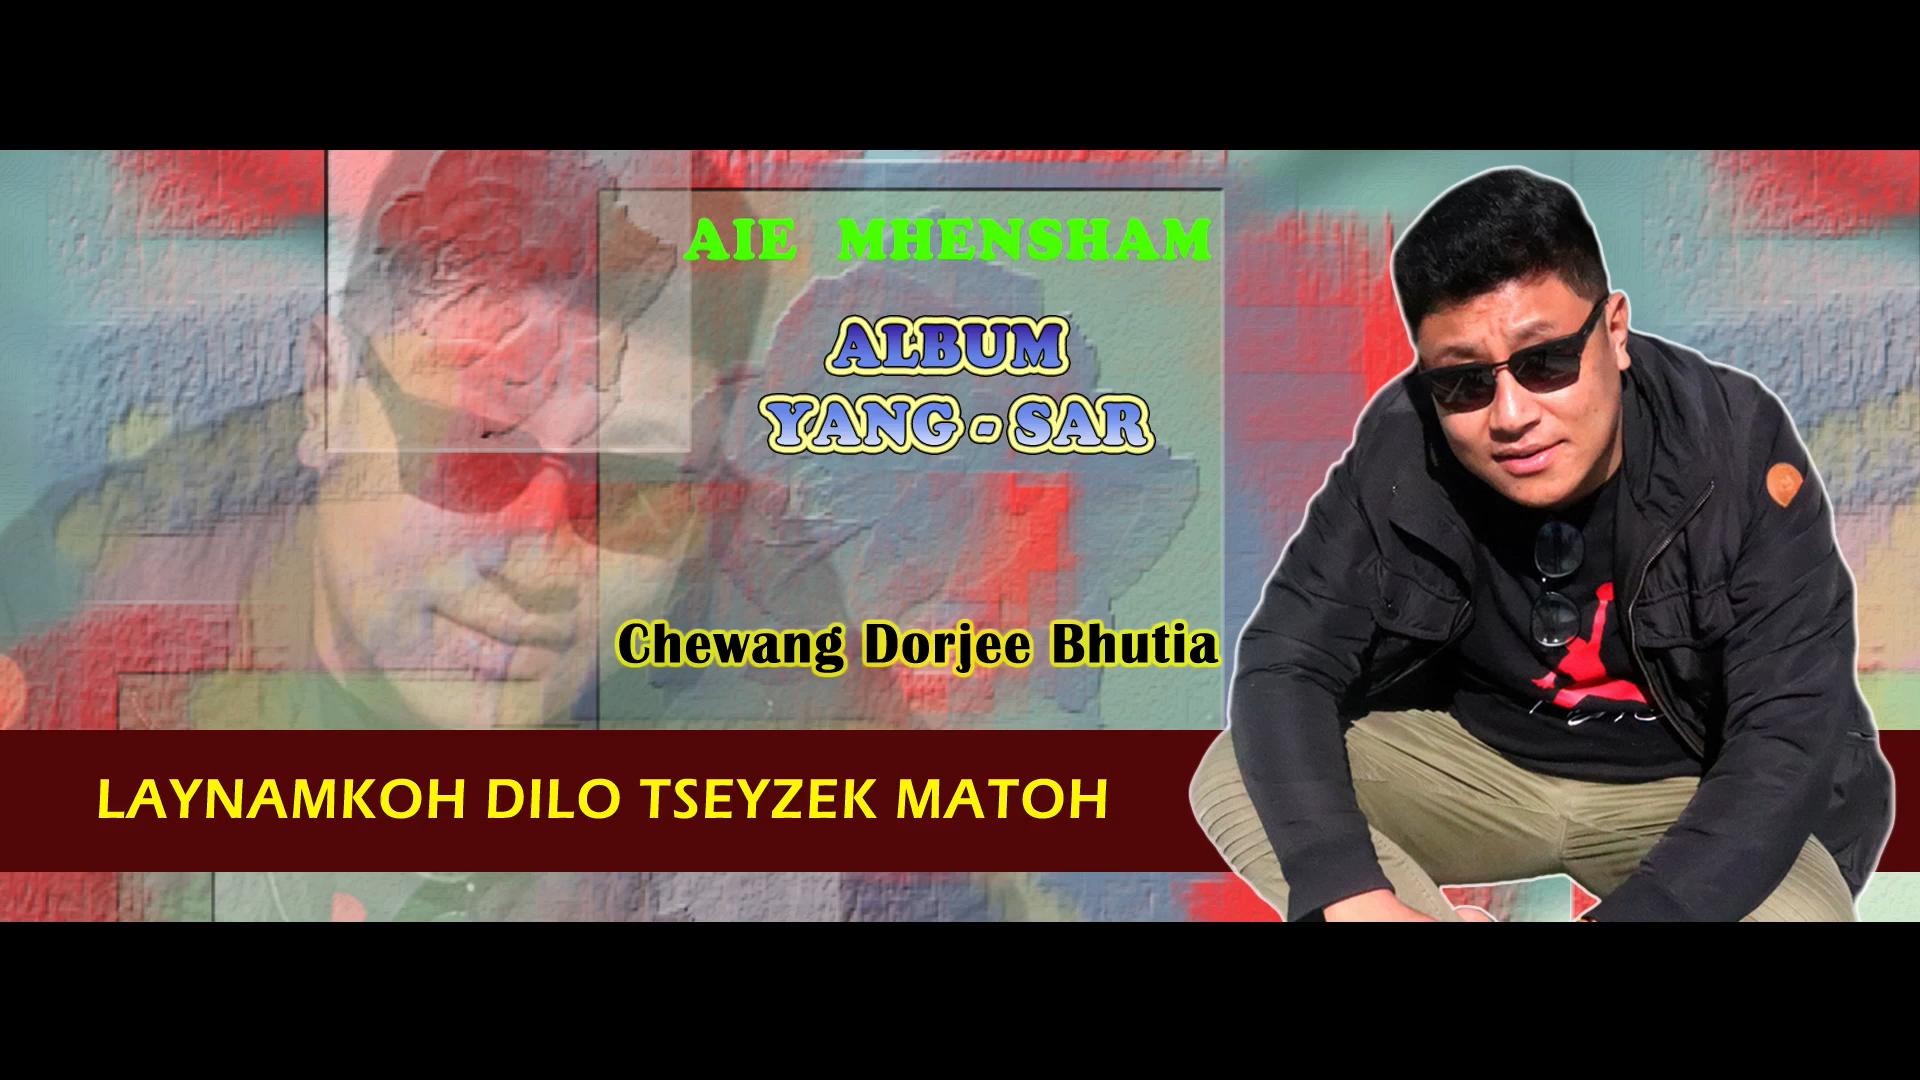 AIE MHENSHAM
ALBUM
YANG - SAR
Chewang Dorjee Bhutia
LAYNAMKOH DILO TSEYZEK MATOH